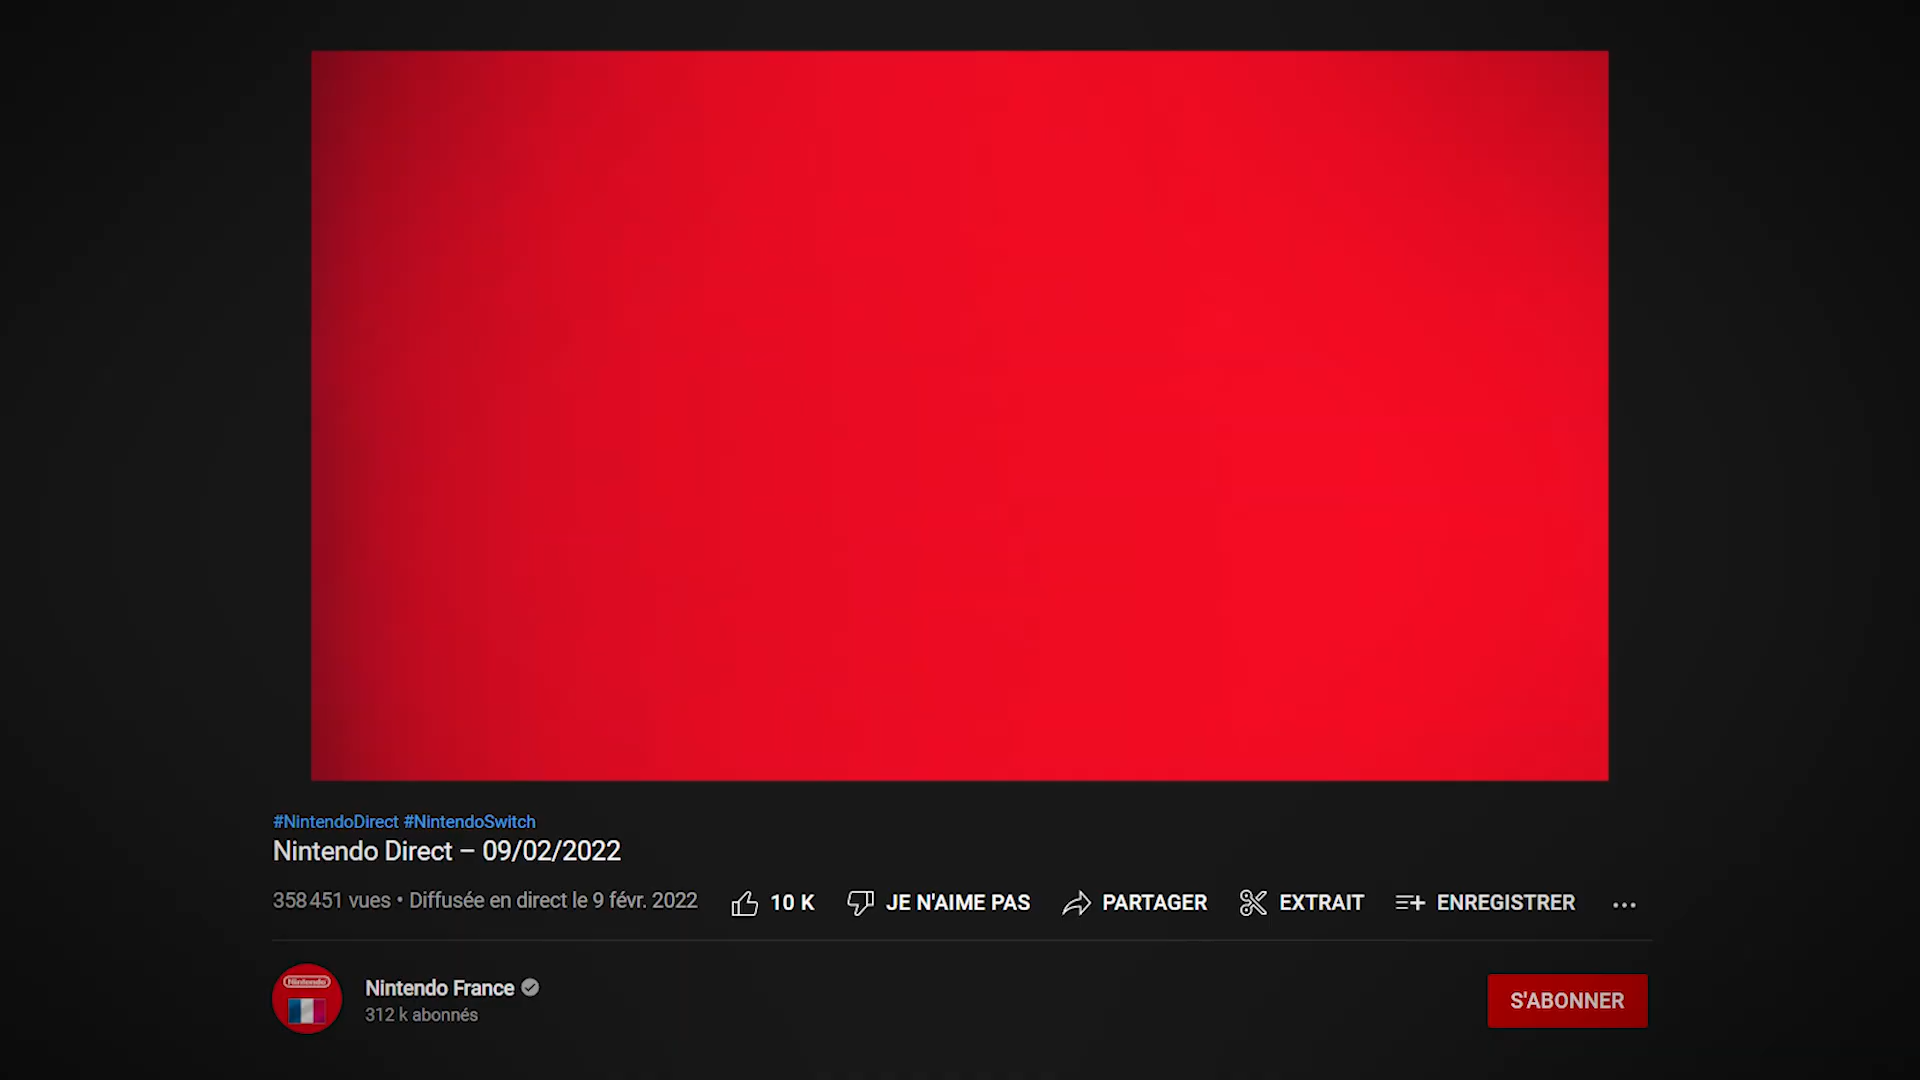 #NintendoDirect #NintendoSwitch
Nintendo Direct – 09/02/2022
358 451 vues • Diffusée en direct le 9 févr. 2022
10 K
JE N'AIME PAS
PARTAGER
EXTRAIT
ENREGISTRER
Nintendo
Nintendo France
312 k abonnés
S'ABONNER